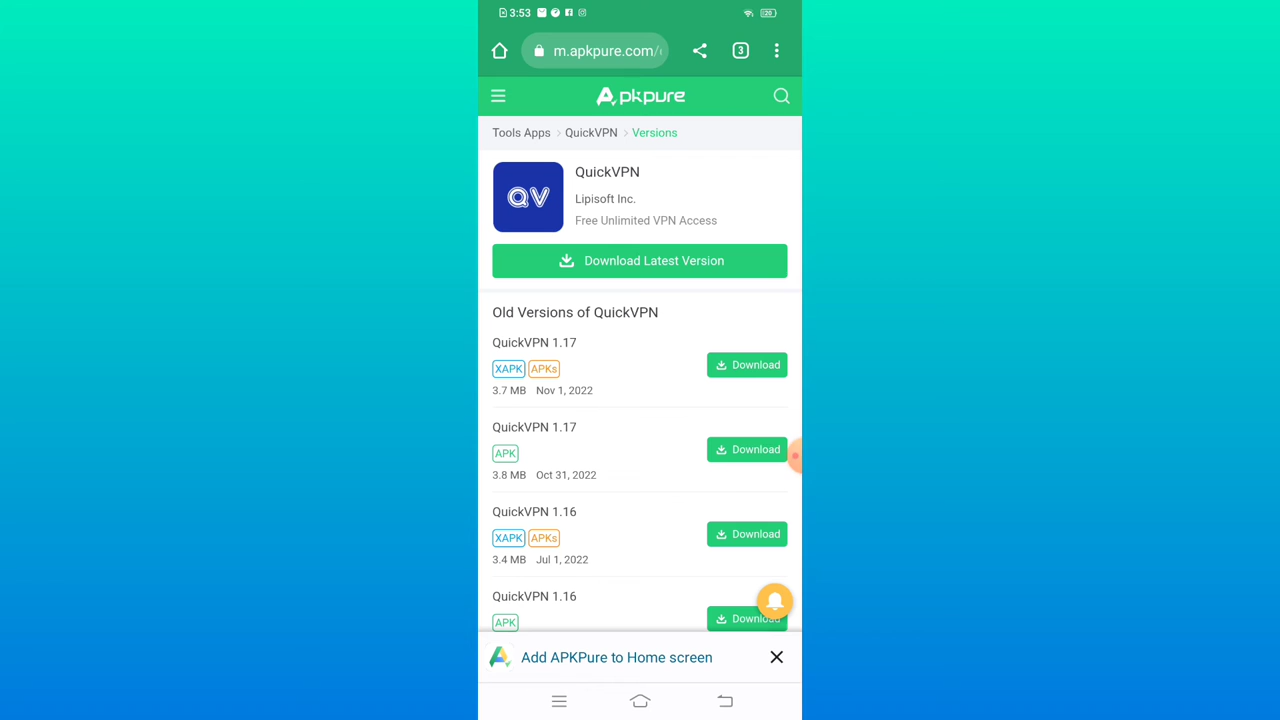 3:53
20
m.apkpure.com/
3
Apkpure
Tools Apps > QuickVPN > Versions
QV
QuickVPN
Lipisoft Inc.
Free Unlimited VPN Access
Download Latest Version
Old Versions of QuickVPN
QuickVPN 1.17
XAPK APKs
Download
3.7 MB Nov 1, 2022
QuickVPN 1.17
APK
Download
3.8 MB Oct 31, 2022
QuickVPN 1.16
XAPK APKs
Download
3.4 MB Jul 1, 2022
QuickVPN 1.16
APK
Download
Add APKPure to Home screen